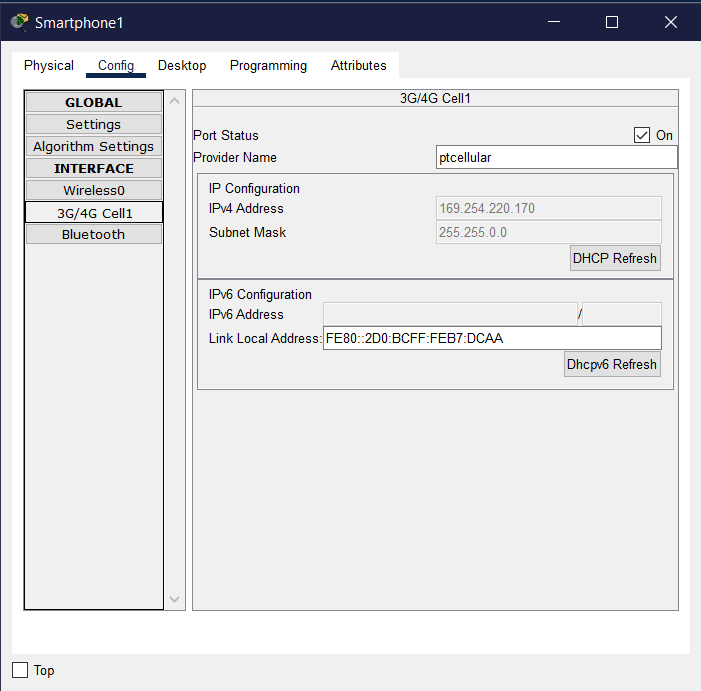 Smartphone1
Physical Config Desktop Programming Attributes
GLOBAL
Settings
Algorithm Settings
INTERFACE
Wireless0
3G/4G Cell1
Bluetooth
3G/4G Cell1
Port Status On
Provider Name ptcellular
IP Configuration
IPv4 Address 169.254.220.170
Subnet Mask 255.255.0.0
DHCP Refresh
IPv6 Configuration
IPv6 Address /
Link Local Address: FE80::2D0:BCFF:FEB7:DCAA
Dhcpv6 Refresh
Top